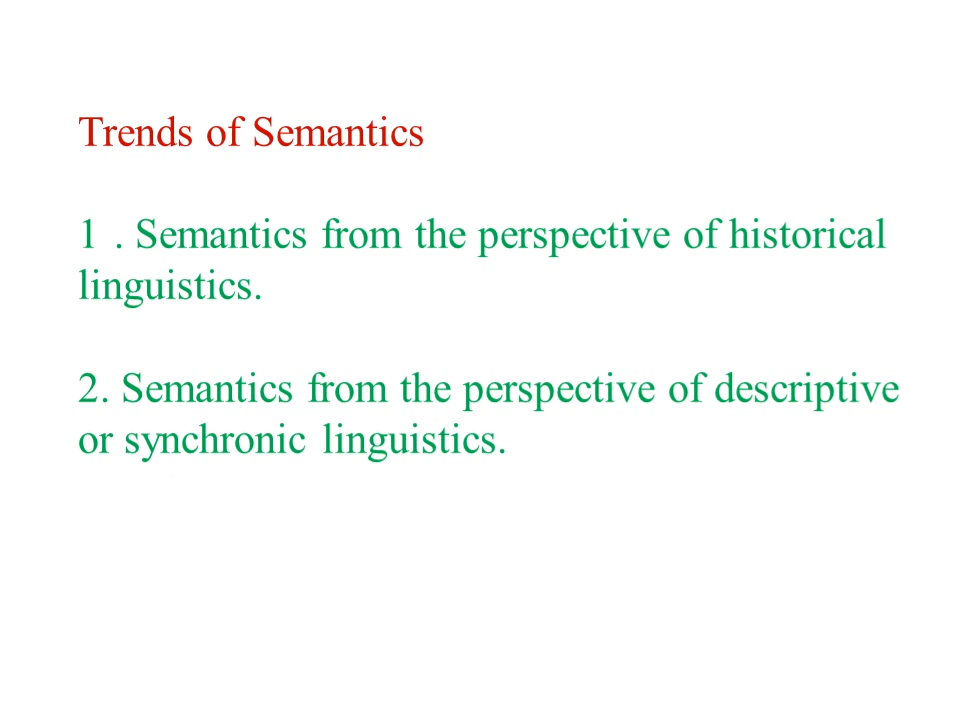 Trends of Semantics
1 . Semantics from the perspective of historical
linguistics.
2. Semantics from the perspective of descriptive
or synchronic linguistics.